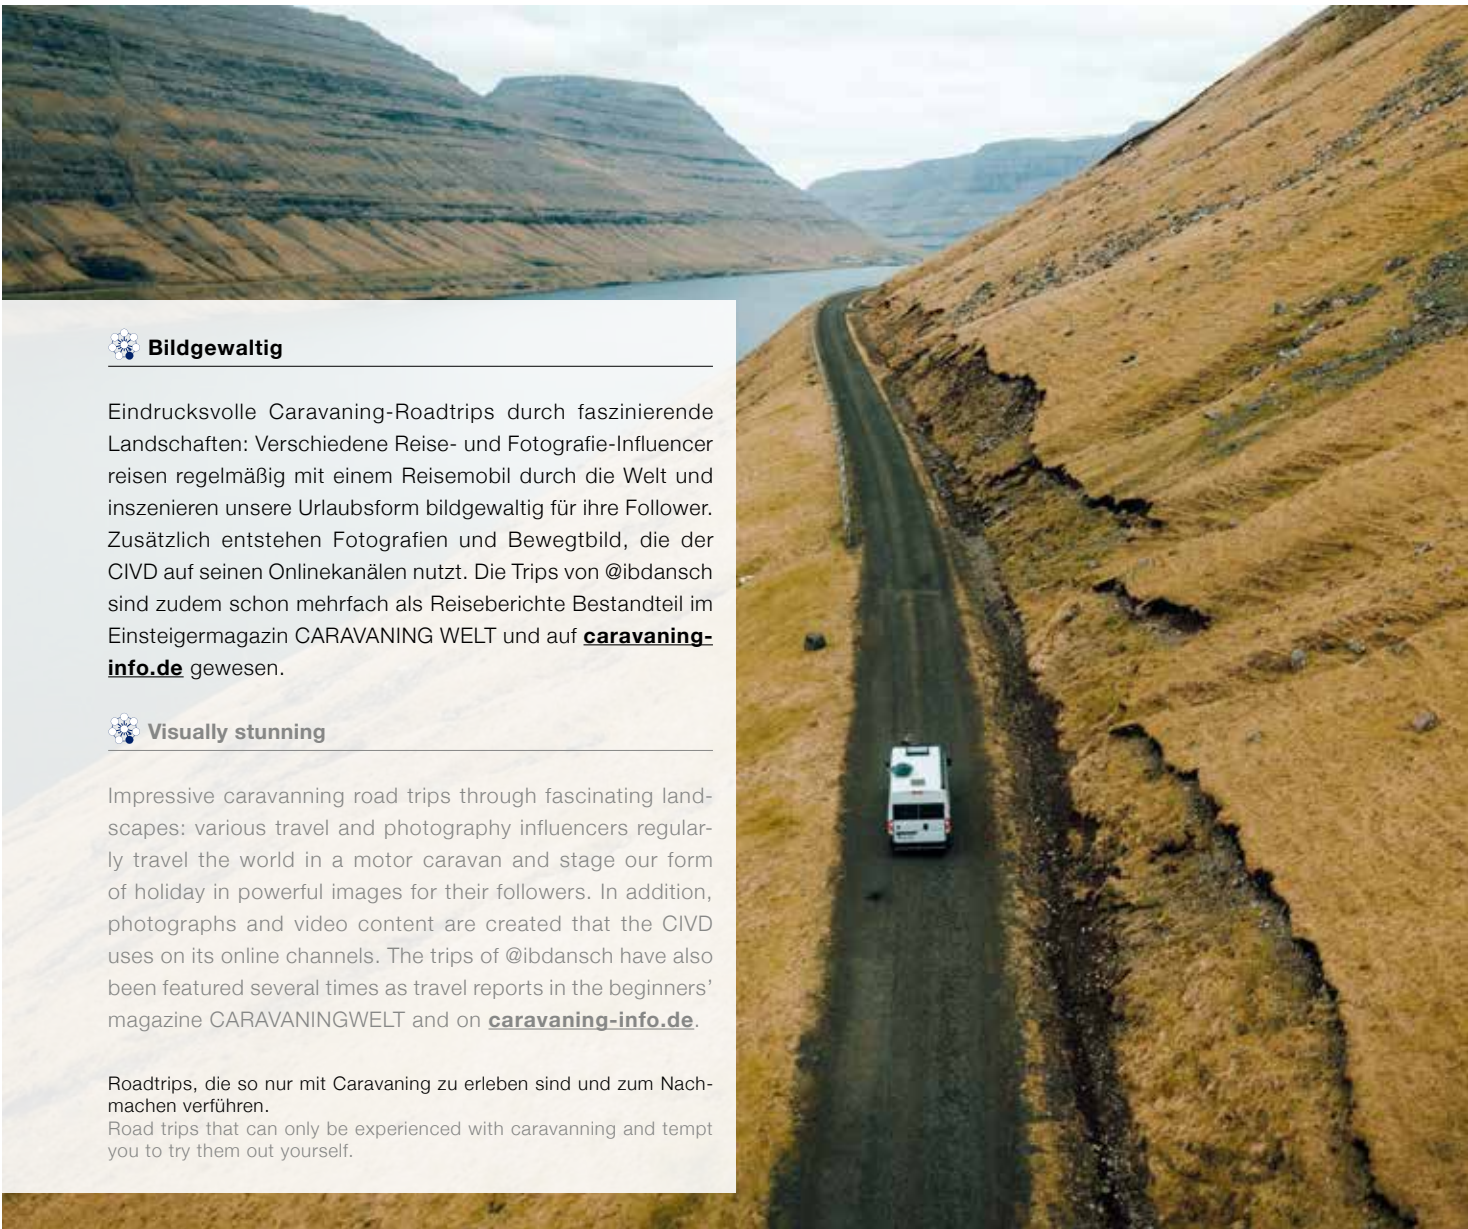 Bildgewaltig
Eindrucksvolle Caravaning-Roadtrips durch faszinierende
Landschaften: Verschiedene Reise- und Fotografie-Influencer
reisen regelmäßig mit einem Reisemobil durch die Welt und
inszenieren unsere Urlaubsform bildgewaltig für ihre Follower.
Zusätzlich entstehen Fotografien und Bewegtbild, die der
CIVD auf seinen Onlinekanälen nutzt. Die Trips von @ibdansch
sind zudem schon mehrfach als Reiseberichte Bestandteil im
Einsteigermagazin CARAVANING WELT und auf caravaning-
info.de gewesen.
Visually stunning
Impressive caravanning road trips through fascinating land-
scapes: various travel and photography influencers regular-
ly travel the world in a motor caravan and stage our form
of holiday in powerful images for their followers. In addition,
photographs and video content are created that the CIVD
uses on its online channels. The trips of @ibdansch have also
been featured several times as travel reports in the beginners’
magazine CARAVANINGWELT and on caravaning-info.de.
Roadtrips, die so nur mit Caravaning zu erleben sind und zum Nach-
machen verführen.
Road trips that can only be experienced with caravanning and tempt
you to try them out yourself.